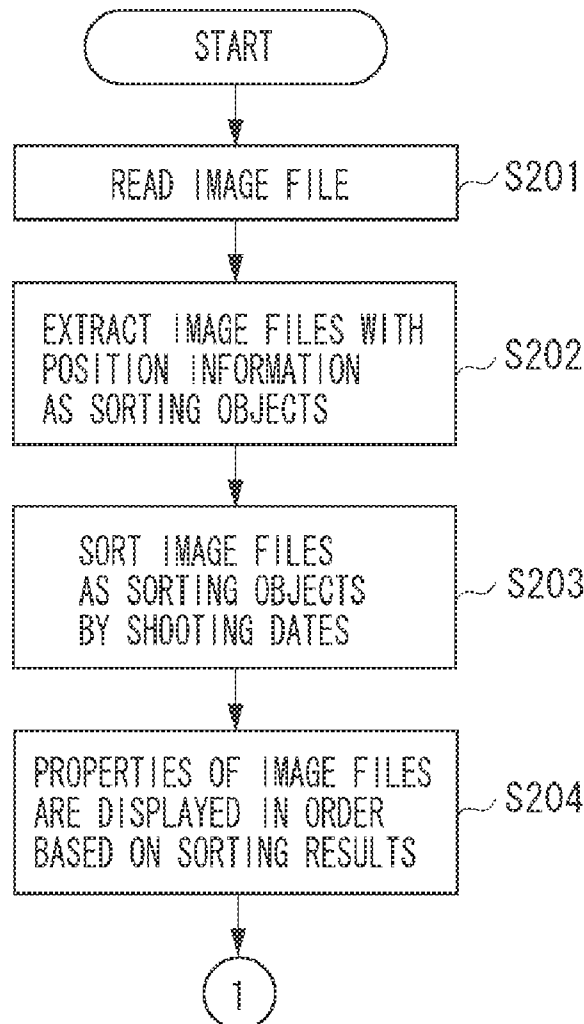 START
READ IMAGE FILE
S201
EXTRACT IMAGE FILES WITH
POSITION INFORMATION
AS SORTING OBJECTS
S202
SORT IMAGE FILES
AS SORTING OBJECTS
BY SHOOTING DATES
S203
PROPERTIES OF IMAGE FILES
ARE DISPLAYED IN ORDER
BASED ON SORTING RESULTS
S204
1